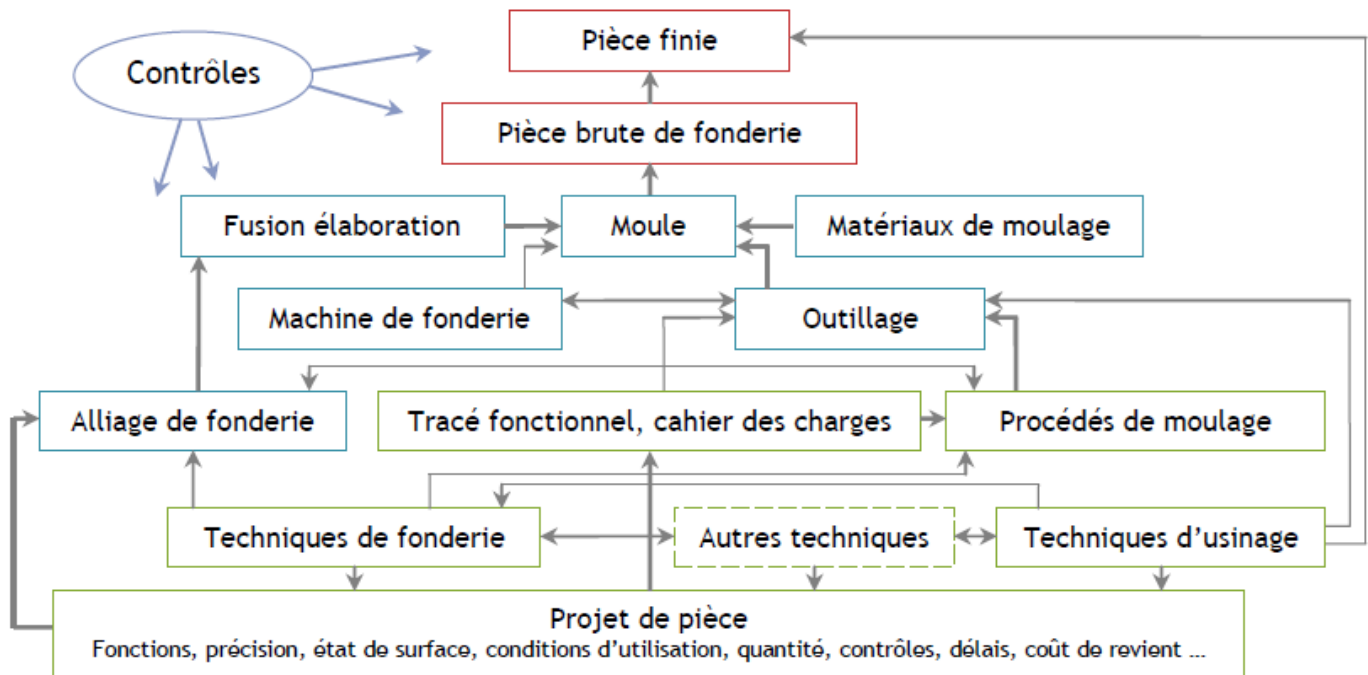 Pièce finie
Contrôles
Pièce brute de fonderie
Fusion élaboration
Moule
Matériaux de moulage
Machine de fonderie
Outillage
Alliage de fonderie
Tracé fonctionnel, cahier des charges
Procédés de moulage
Techniques de fonderie
Autres techniques
Techniques d'usinage
Projet de pièce
Fonctions, précision, état de surface, conditions d'utilisation, quantité, contrôles, délais, coût de revient ...